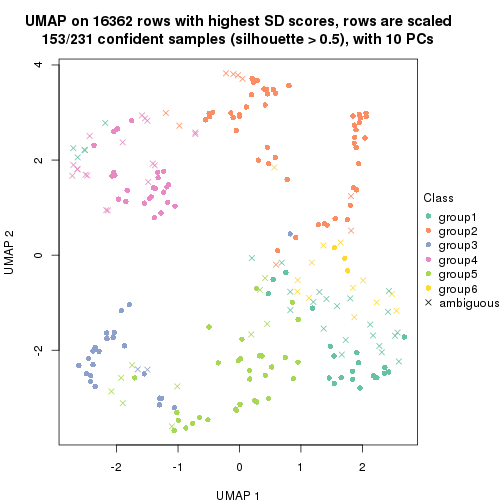 UMAP on 16362 rows with highest SD scores, rows are scaled
153/231 confident samples (silhouette > 0.5), with 10 PCs
4
2
0
-2
UMAP 2
-2
-1
0
1
2
UMAP 1
Class
group1
group2
group3
group4
group5
group6
ambiguous